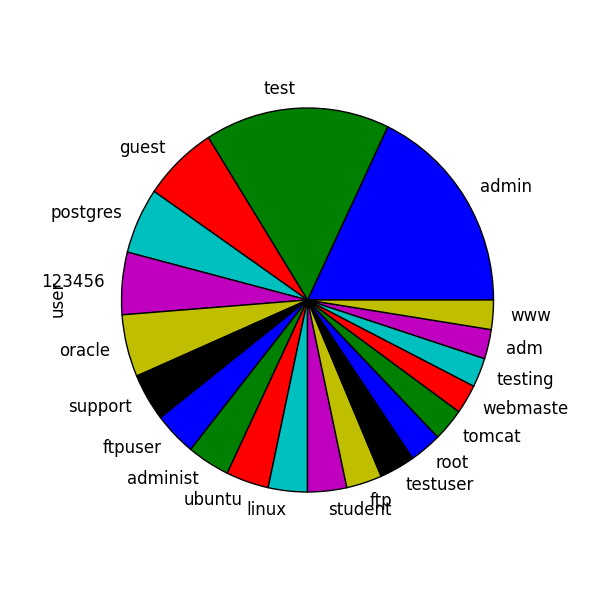 test
guest
admin
postgres
123456
user
www
oracle
adm
testing
support
webmaste
tomcat
ftpuser
root
administ
testuser
ubuntu
ftp
linux
student